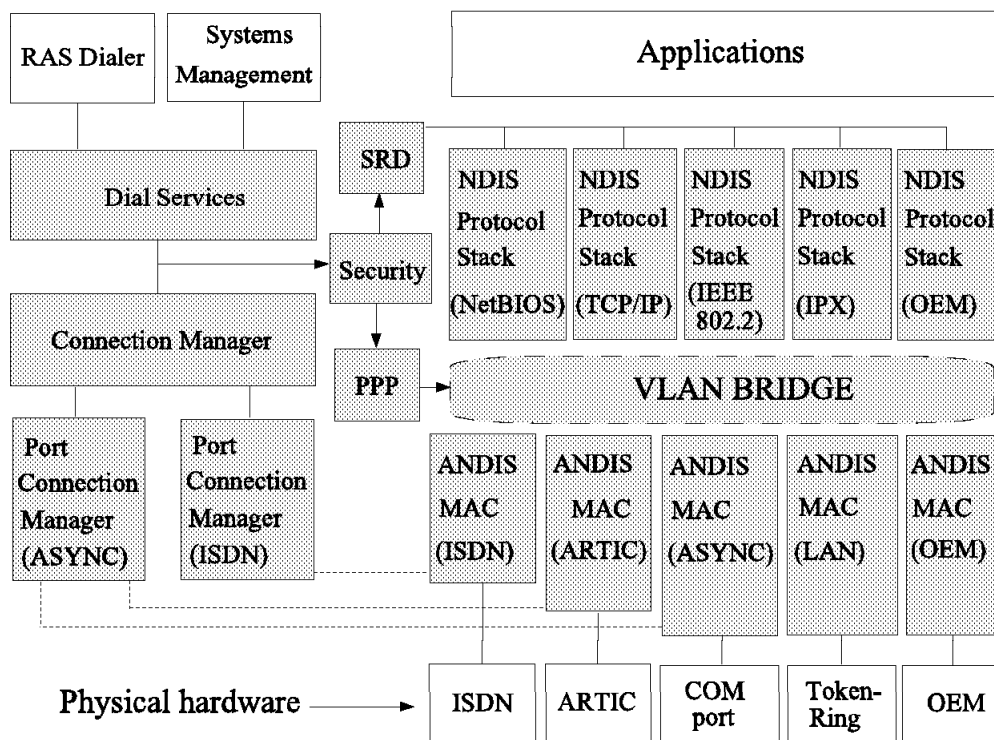 RAS Dialer
Systems
Management
Applications
Dial Services
SRD
Security
PPP
Connection Manager
NDIS
Protocol
Stack
(NetBIOS)
NDIS
Protocol
Stack
(TCP/IP)
NDIS
Protocol
Stack
(IEEE
802.2)
NDIS
Protocol
Stack
(IPX)
NDIS
Protocol
Stack
(OEM)
VLAN BRIDGE
Port
Connection
Manager
(ASYNC)
Port
Connection
Manager
(ISDN)
ANDIS
MAC
(ISDN)
ANDIS
MAC
(ARTIC)
ANDIS
MAC
(ASYNC)
ANDIS
MAC
(LAN)
ANDIS
MAC
(OEM)
Physical hardware
ISDN
ARTIC
COM
port
Token-
Ring
OEM